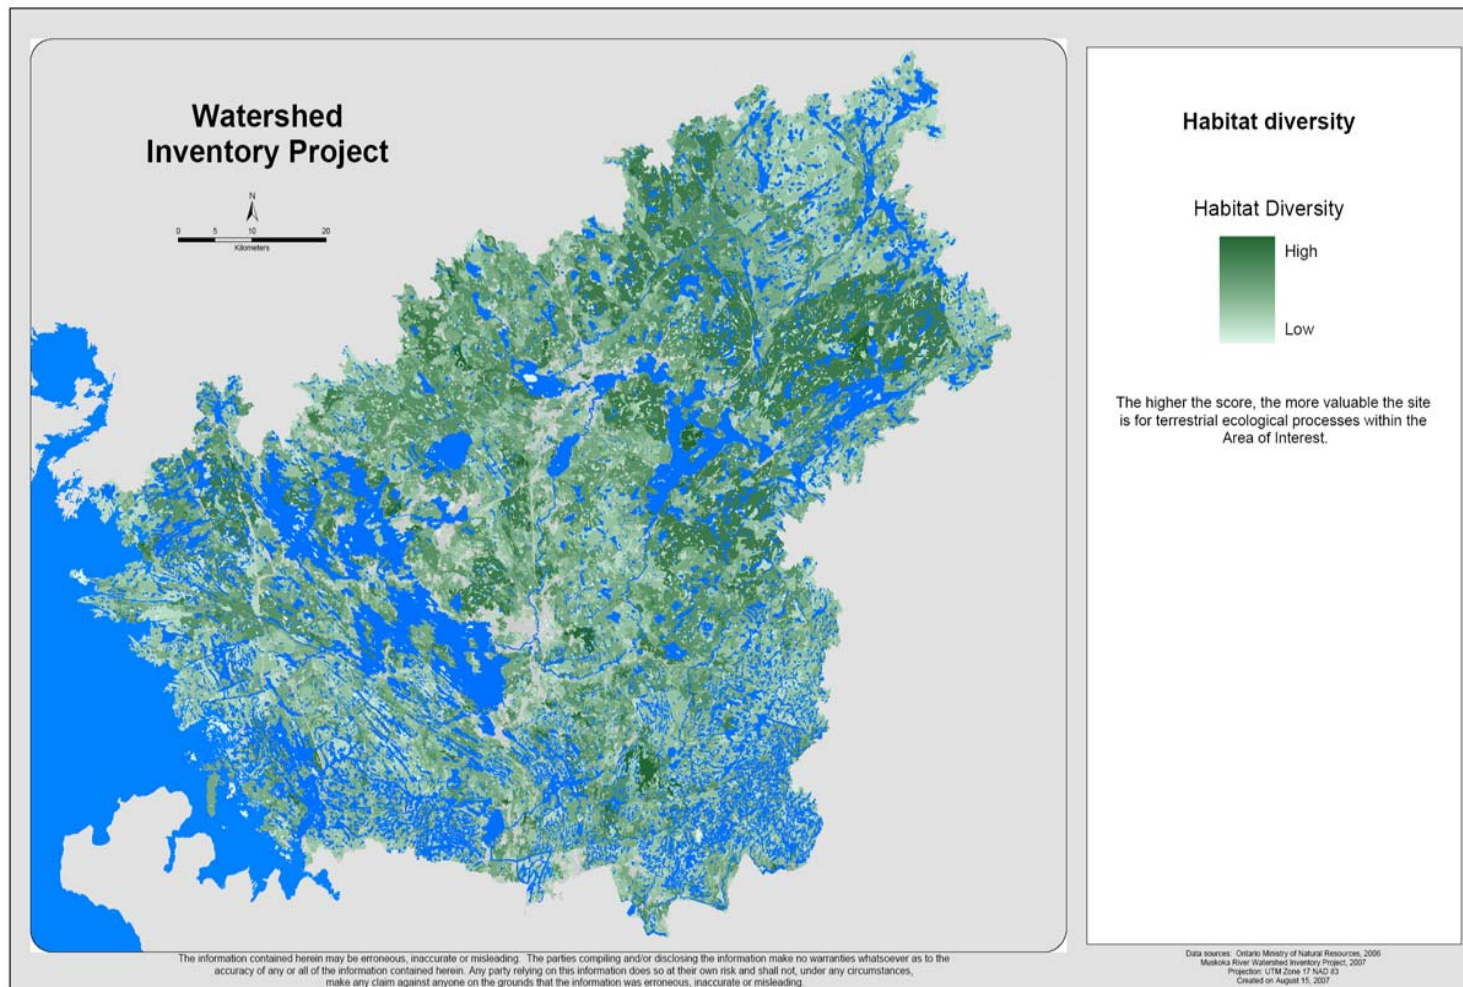 Watershed
Inventory Project
N
0 5 10 20
Kilometers
Habitat diversity
Habitat Diversity
High
Low
The higher the score, the more valuable the site
is for terrestrial ecological processes within the
Area of Interest.
The information contained herein may be erroneous, inaccurate or misleading. The parties compiling and/or disclosing the information make no warranties whatsoever as to the
accuracy of any or all of the information contained herein. Any party relying on this information does so at their own risk and shall not, under any circumstances,
make any claim against anyone on the grounds that the information was erroneous, inaccurate or misleading.
Data sources: Ontario Ministry of Natural Resources, 2006
Muskoka River Watershed Inventory Project, 2007
Projection: UTM Zone 17 NAD 83
Created on August 15, 2007